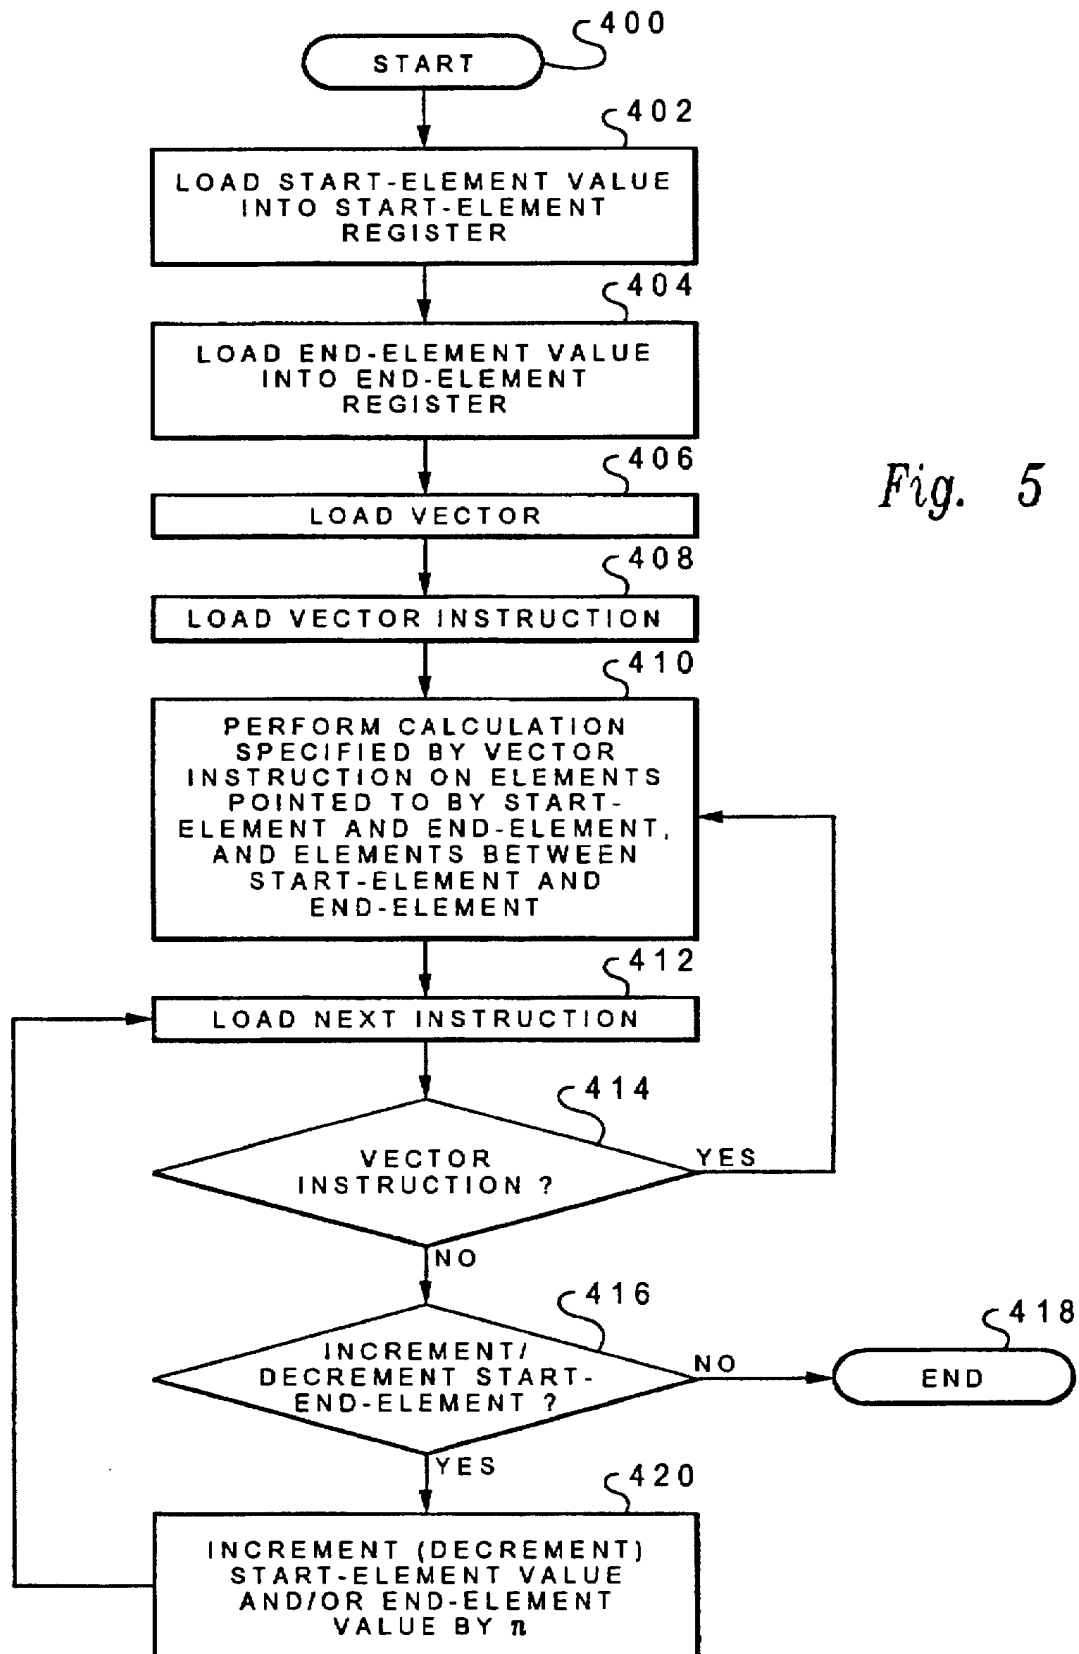 400
START
402
LOAD START-ELEMENT VALUE
INTO START-ELEMENT
REGISTER
404
LOAD END-ELEMENT VALUE
INTO END-ELEMENT
REGISTER
406
LOAD VECTOR
Fig. 5
408
LOAD VECTOR INSTRUCTION
410
PERFORM CALCULATION
SPECIFIED BY VECTOR
INSTRUCTION ON ELEMENTS
POINTED TO BY START-
ELEMENT AND END-ELEMENT,
AND ELEMENTS BETWEEN
START-ELEMENT AND
END-ELEMENT
412
LOAD NEXT INSTRUCTION
414
VECTOR
INSTRUCTION ?
YES
NO
416
INCREMENT/
DECREMENT START-
END-ELEMENT ?
NO
418
END
YES
420
INCREMENT (DECREMENT)
START-ELEMENT VALUE
AND/OR END-ELEMENT
VALUE BY n